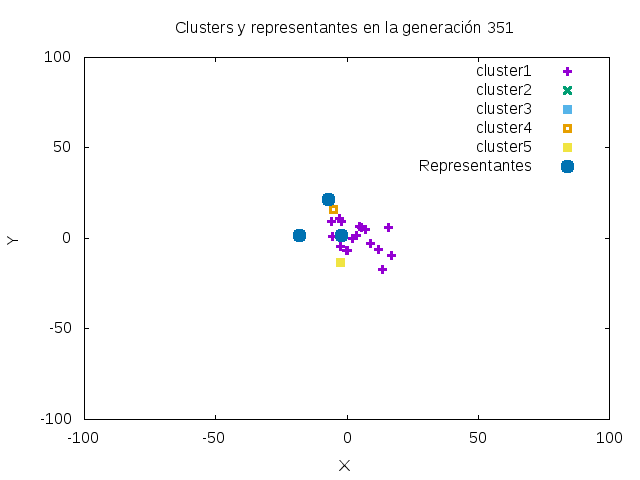 Clusters y representantes en la generación 351
100
cluster1
cluster2
cluster3
cluster4
cluster5
Representantes
50
0
-50
-100
Y
-100
-50
0
50
100
X